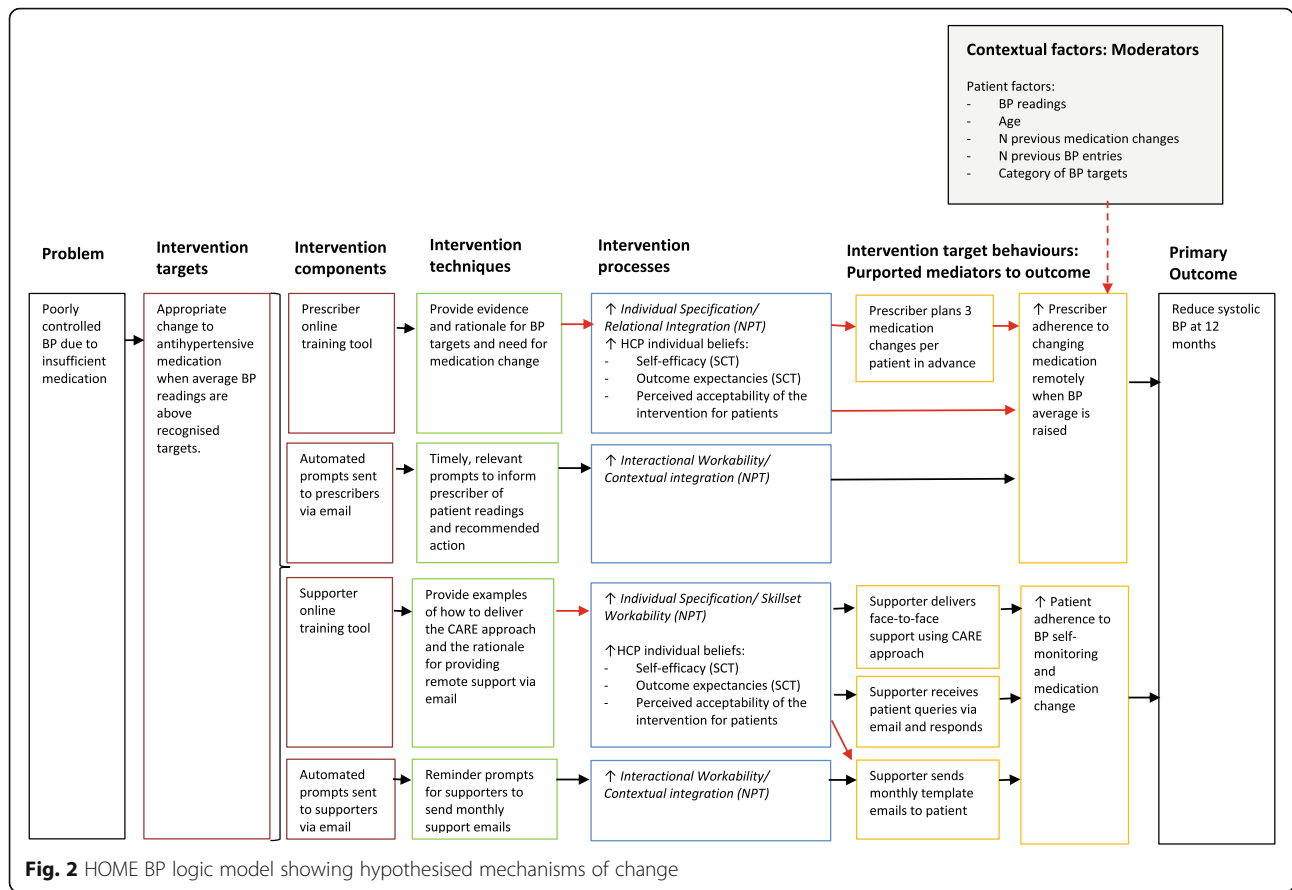 Contextual factors: Moderators
Patient factors:
- BP readings
- Age
- N previous medication changes
- N previous BP entries
- Category of BP targets
Problem
Intervention
targets
Intervention
components
Intervention
techniques
Intervention
processes
Intervention target behaviours:
Purported mediators to outcome
Primary
Outcome
Poorly
controlled
BP due to
insufficient
medication
Appropriate
change to
antihypertensive
medication
when average BP
readings are
above
recognised
targets.
Prescriber
online
training tool
Provide evidence
and rationale for BP
targets and need for
medication change
↑ Individual Specification/
Relational Integration (NPT)
↑ HCP individual beliefs:
- Self-efficacy (SCT)
- Outcome expectancies (SCT)
- Perceived acceptability of the
intervention for patients
Prescriber plans 3
medication
changes per
patient in advance
↑ Prescriber
adherence to
changing
medication
remotely
when BP
average is
raised
Reduce systolic
BP at 12
months
Automated
prompts sent
to prescribers
via email
Timely, relevant
prompts to inform
prescriber of
patient readings
and recommended
action
↑ Interactional Workability/
Contextual integration (NPT)
Supporter
online
training tool
Provide examples
of how to deliver
the CARE approach
and the rationale
for providing
remote support via
email
↑ Individual Specification/ Skillset
Workability (NPT)
↑HCP individual beliefs:
- Self-efficacy (SCT)
- Outcome expectancies (SCT)
- Perceived acceptability of the
intervention for patients
Supporter delivers
face-to-face
support using CARE
approach
Supporter receives
patient queries via
email and responds
↑ Patient
adherence to
BP self-
monitoring
and
medication
change
Automated
prompts sent
to supporters
via email
Reminder prompts
for supporters to
send monthly
support emails
↑ Interactional Workability/
Contextual integration (NPT)
Supporter sends
monthly template
emails to patient
Fig. 2 HOME BP logic model showing hypothesised mechanisms of change